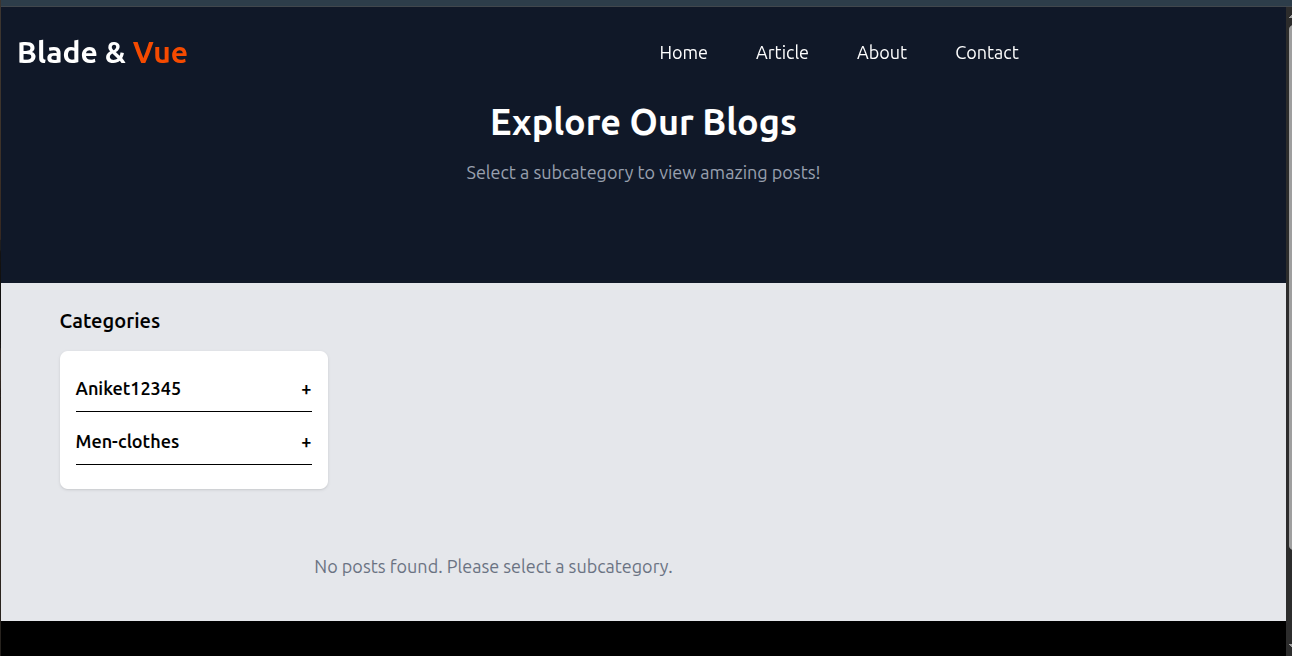 Blade & Vue
Home Article About Contact
Explore Our Blogs
Select a subcategory to view amazing posts!
Categories
Aniket12345 +
Men-clothes +
No posts found. Please select a subcategory.